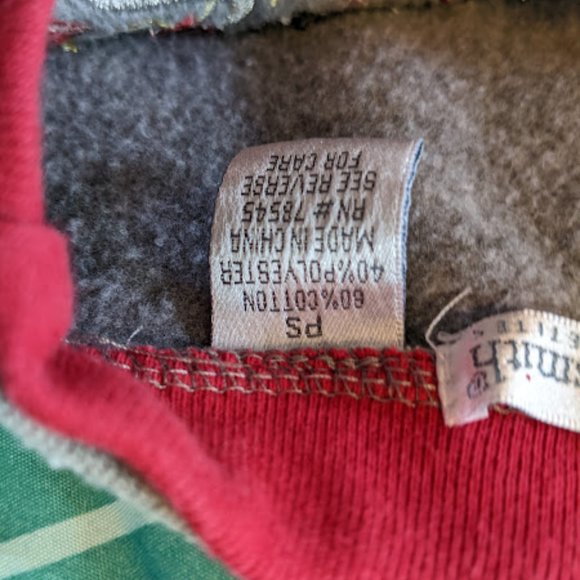 PS
60% COTTON
40% POLYESTER
MADE IN CHINA
RN # 78545
SEE REVERSE
FOR CARE
smith®